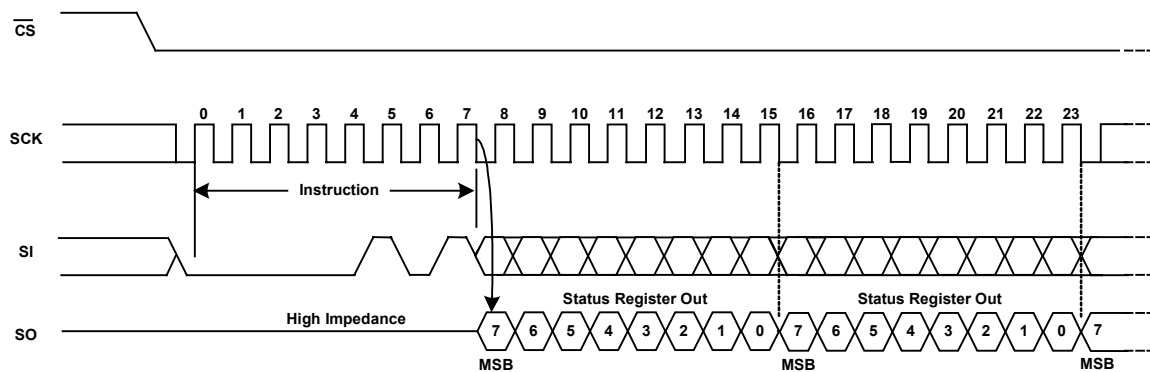 CS
0 1 2 3 4 5 6 7 8 9 10 11 12 13 14 15 16 17 18 19 20 21 22 23
SCK
Instruction
SI
Status Register Out Status Register Out
High Impedance
SO 7 6 5 4 3 2 1 0 7 6 5 4 3 2 1 0 7
MSB MSB MSB